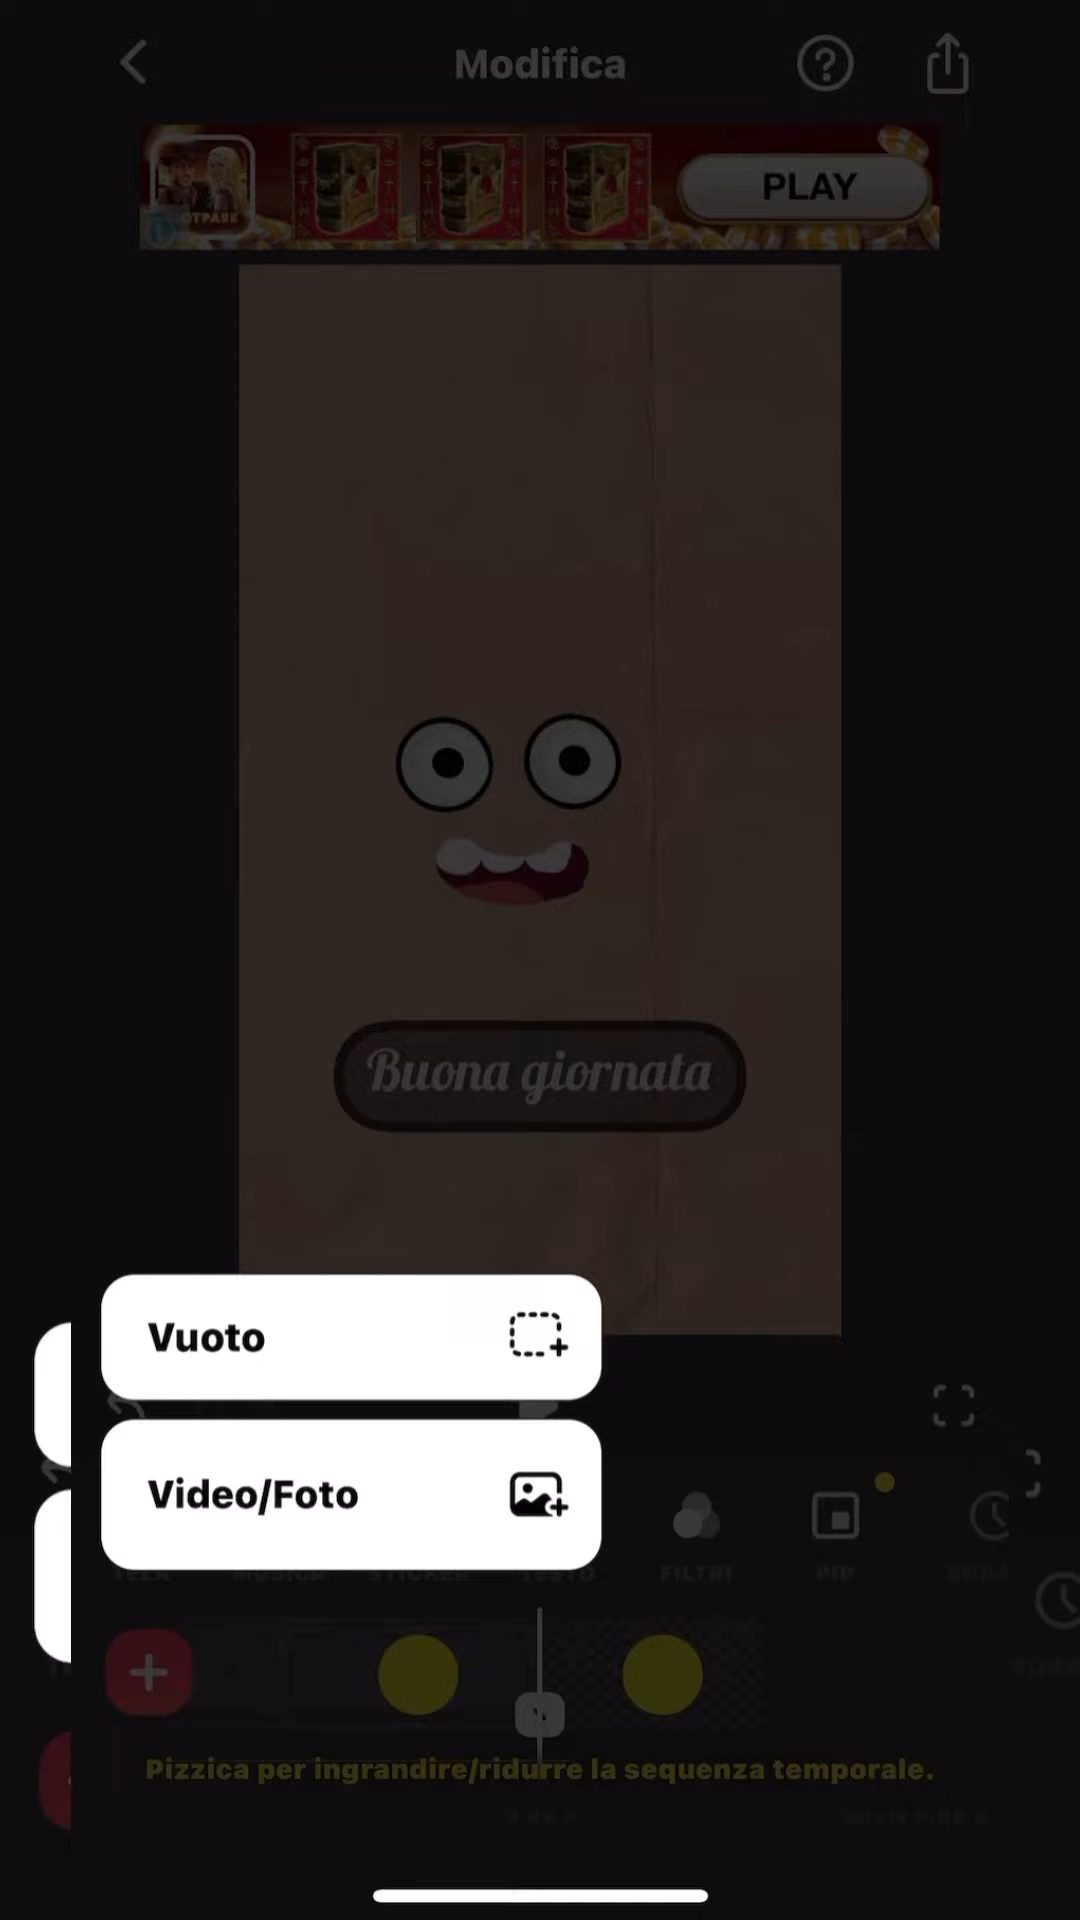 Modifica
PLAY
Buona giornata
Vuoto
Video/Foto
FILTRI
PIP
Pizzica per ingrandire/ridurre la sequenza temporale.